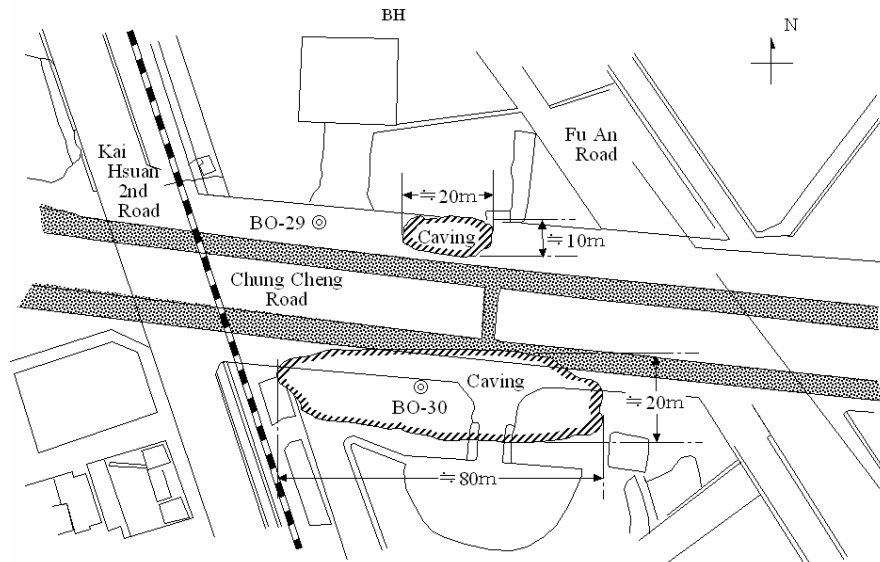 BH
N
Kai
Hsuan
2nd
Road
Fu An
Road
≒20m
BO-29
Caving
≒10m
Chung Cheng
Road
Caving
BO-30
≒20m
≒80m